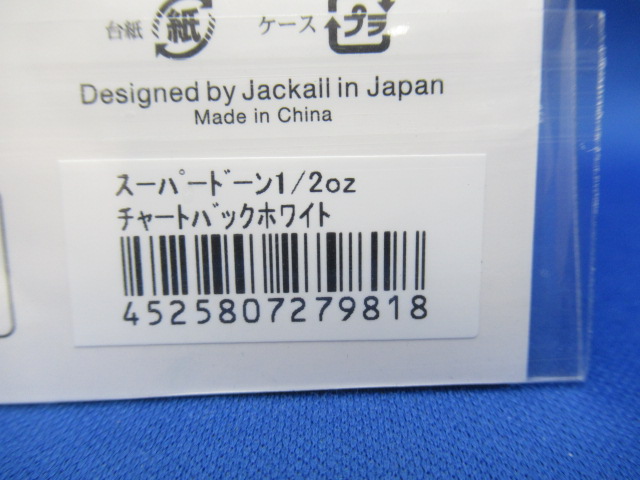 台紙 紙 ケース プラ
Designed by Jackall in Japan
Made in China
ｽｰﾊﾟｰﾄﾞｰﾝ1/2oz
ﾁｬｰﾄﾊﾞｯｸﾎﾜｲﾄ
4525807279818